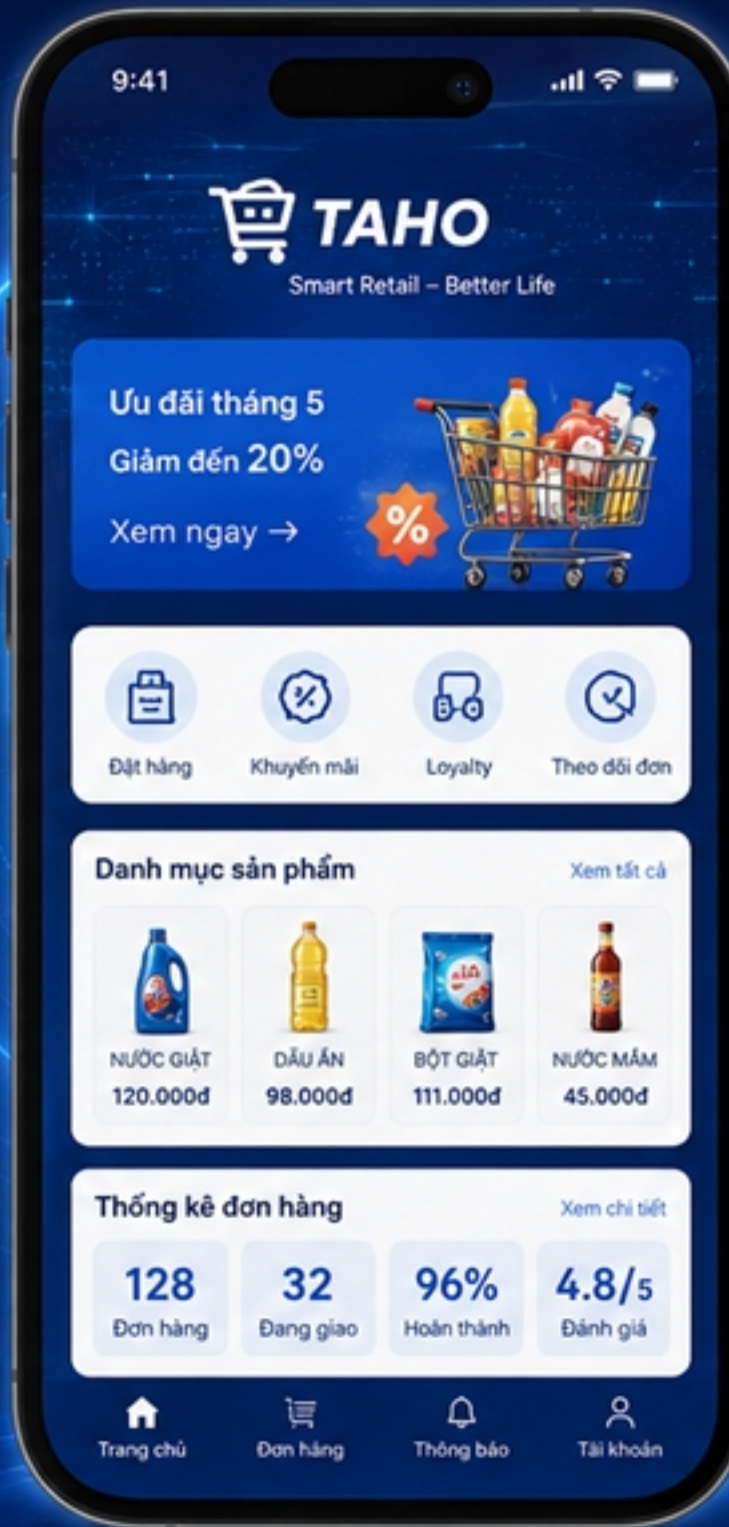 9:41
TAHO
Smart Retail – Better Life
Ưu đãi tháng 5
Giảm đến 20%
Xem ngay →
%
Đặt hàng
Khuyến mãi
Loyalty
Theo dõi đơn
Danh mục sản phẩm
Xem tất cả
NƯỚC GIẶT
DẦU ĂN
BỘT GIẶT
NƯỚC MẮM
120.000đ
98.000đ
111.000đ
45.000đ
Thống kê đơn hàng
Xem chi tiết
128
32
96%
4.8/5
Đơn hàng
Đang giao
Hoàn thành
Đánh giá
Trang chủ
Đơn hàng
Thông báo
Tài khoản